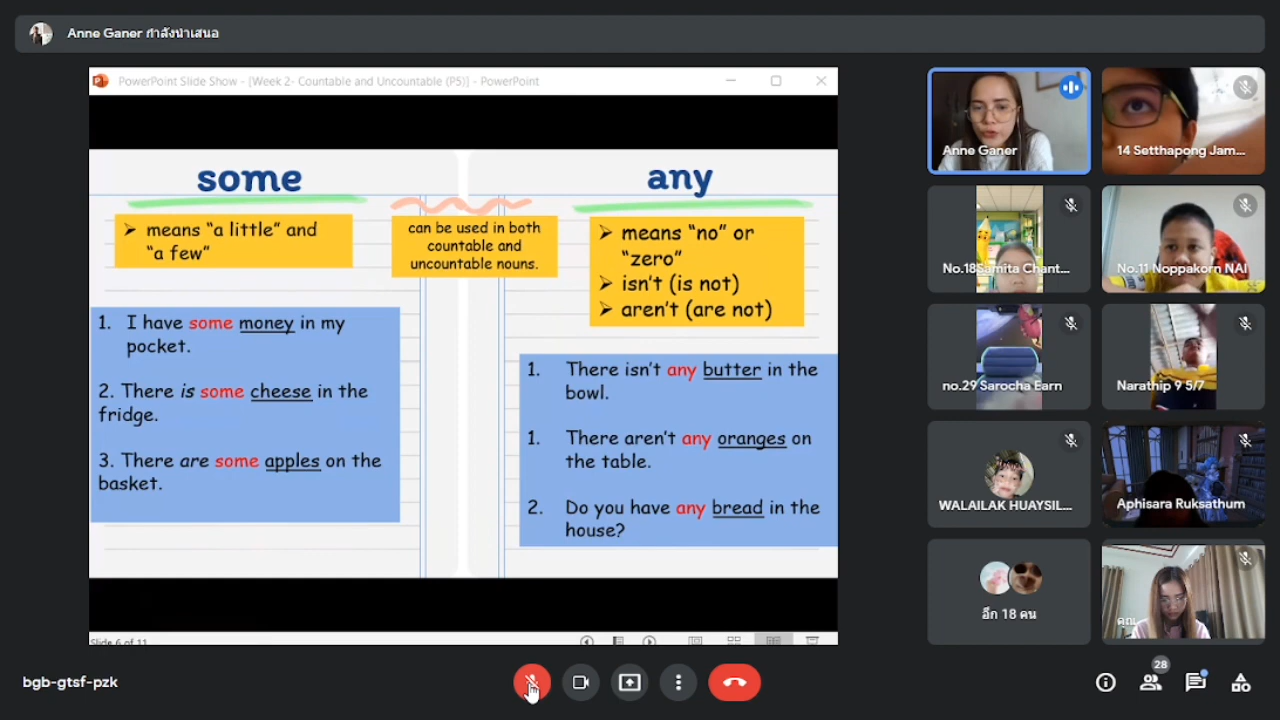 Anne Ganer กำลังนำเสนอ
PowerPoint Slide Show - [Week 2- Countable and Uncountable (P5)] - PowerPoint
some
➢ means “a little” and
“a few”
1. I have some money in my
pocket.
2. There is some cheese in the
fridge.
3. There are some apples on the
basket.
can be used in both
countable and
uncountable nouns.
any
➢ means “no” or
“zero”
➢ isn’t (is not)
➢ aren’t (are not)
1. There isn’t any butter in the
bowl.
1. There aren’t any oranges on
the table.
2. Do you have any bread in the
house?
Slide 6 of 11
Anne Ganer
14 Setthapong Jam...
No.18Samita Chant...
No.11 Noppakorn NAI
no.29 Sarocha Earn
Narathip 9 5/7
WALAILAK HUAYSIL...
Aphisara Ruksathum
อีก 18 คน
คุณ
bgb-gtsf-pzk
28